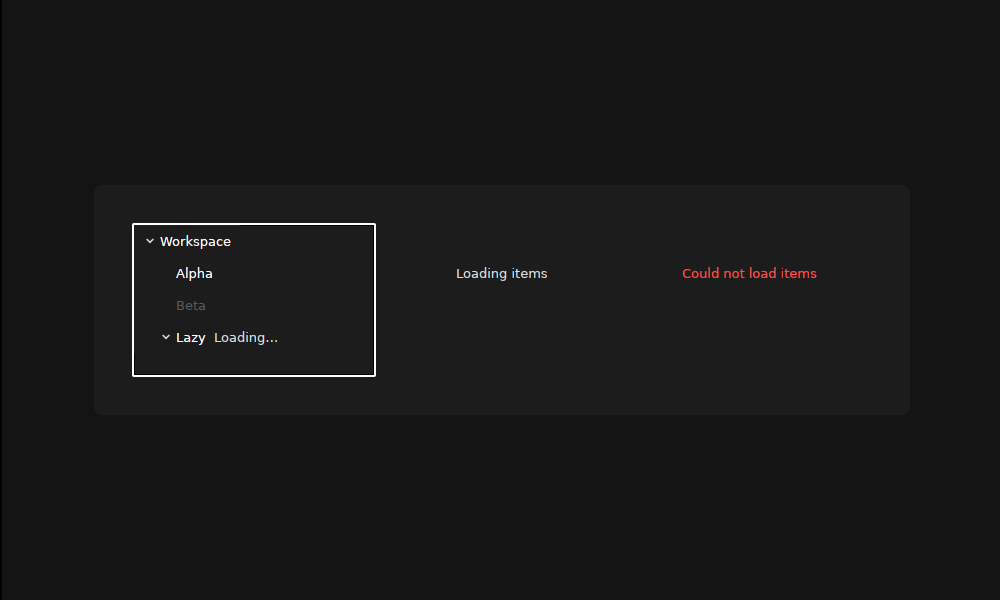 Workspace
Alpha
Beta
Lazy Loading...
Loading items
Could not load items